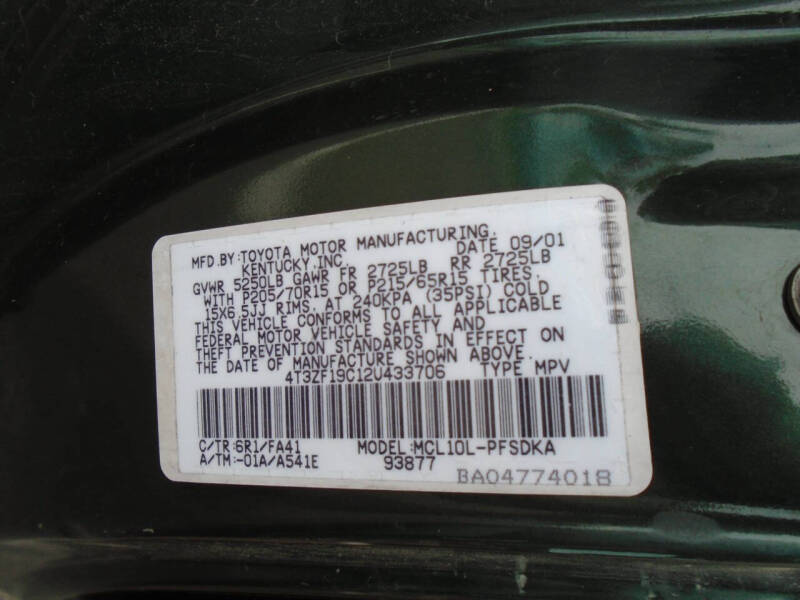 MFD.BY:TOYOTA MOTOR MANUFACTURING,
KENTUCKY,INC. DATE 09/01
GVWR 5250LB GAWR FR 2725LB RR 2725LB
WITH P205/70R15 OR P215/65R15 TIRES,
15X6.5JJ RIMS, AT 240KPA (35PSI) COLD
THIS VEHICLE CONFORMS TO ALL APPLICABLE
FEDERAL MOTOR VEHICLE SAFETY AND
THEFT PREVENTION STANDARDS IN EFFECT ON
THE DATE OF MANUFACTURE SHOWN ABOVE.
4T3ZF19C12U433706 TYPE MPV
C/TR:6R1/FA41 MODEL:MCL10L-PFSDKA
A/TM:-01A/A541E 93877
BA04774018